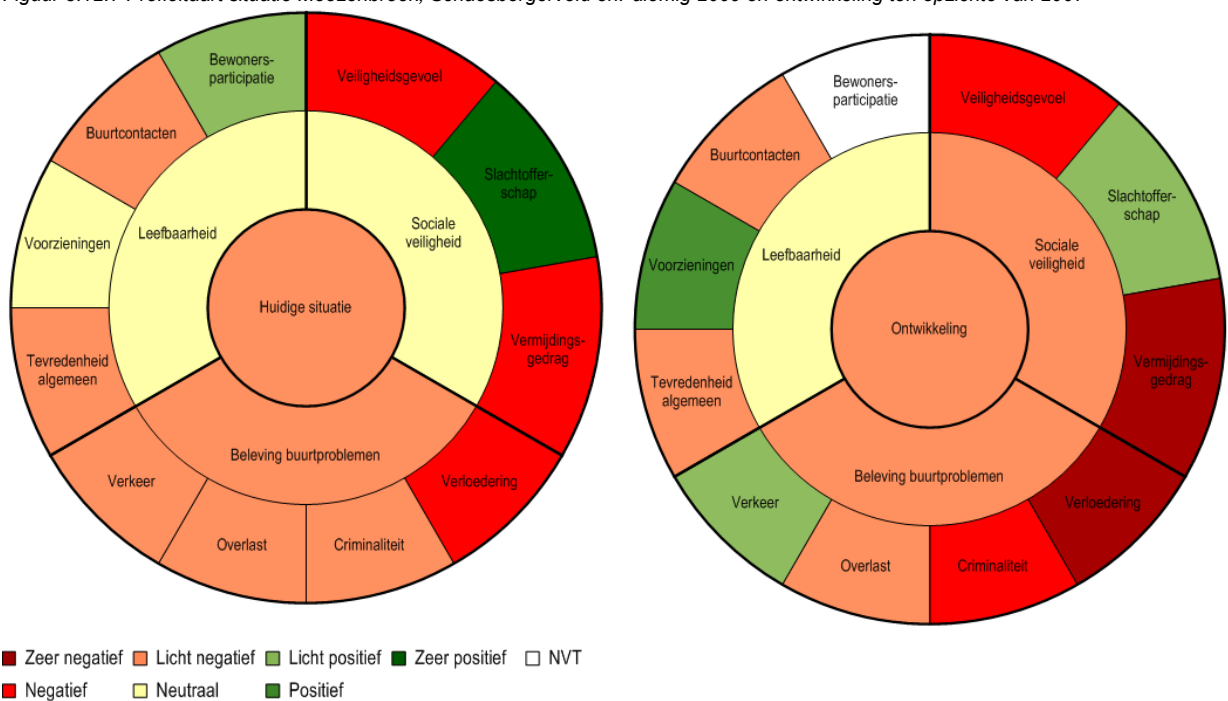 Bewoners-
participatie
Veiligheidsgevoel
Buurtcontacten
Slachtoffer-
schap
Voorzieningen
Leefbaarheid
Sociale
veiligheid
Huidige situatie
Tevredenheid
algemeen
Vermijdings-
gedrag
Beleving buurtproblemen
Verkeer
Verloedering
Overlast
Criminaliteit
Bewoners-
participatie
Veiligheidsgevoel
Buurtcontacten
Slachtoffer-
schap
Voorzieningen
Leefbaarheid
Sociale
veiligheid
Ontwikkeling
Tevredenheid
algemeen
Vermijdings-
gedrag
Beleving buurtproblemen
Verkeer
Verloedering
Overlast
Criminaliteit
Zeer negatief Licht negatief Licht positief Zeer positief NVT
Negatief Neutraal Positief